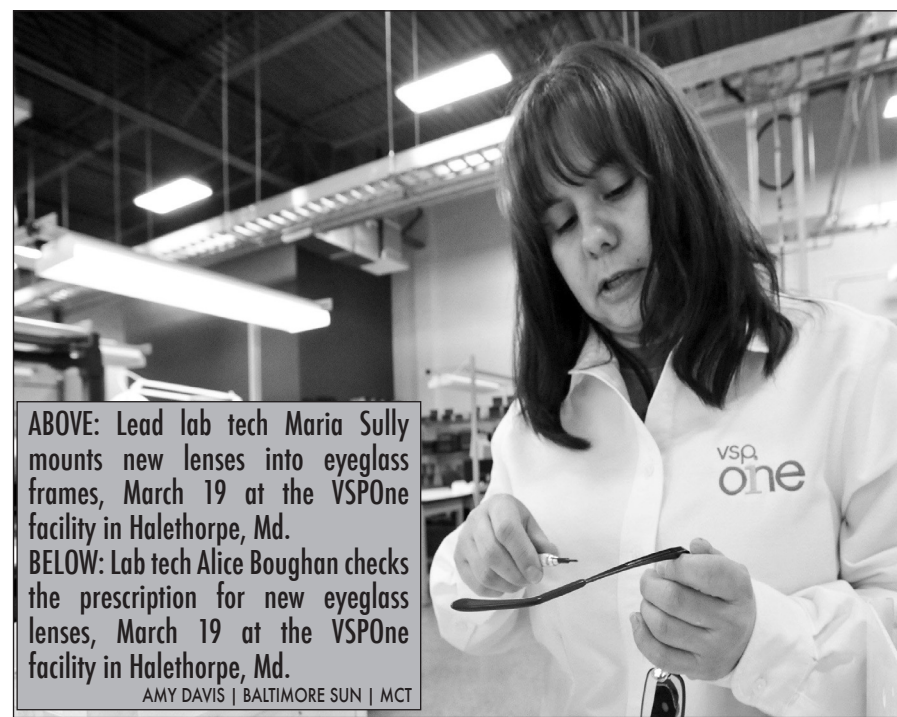 ABOVE: Lead lab tech Maria Sully
mounts new lenses into eyeglass
frames, March 19 at the VSPOne
facility in Halethorpe, Md.
BELOW: Lab tech Alice Boughan checks
the prescription for new eyeglass
lenses, March 19 at the VSPOne
facility in Halethorpe, Md.
AMY DAVIS | BALTIMORE SUN | MCT
vsp
one